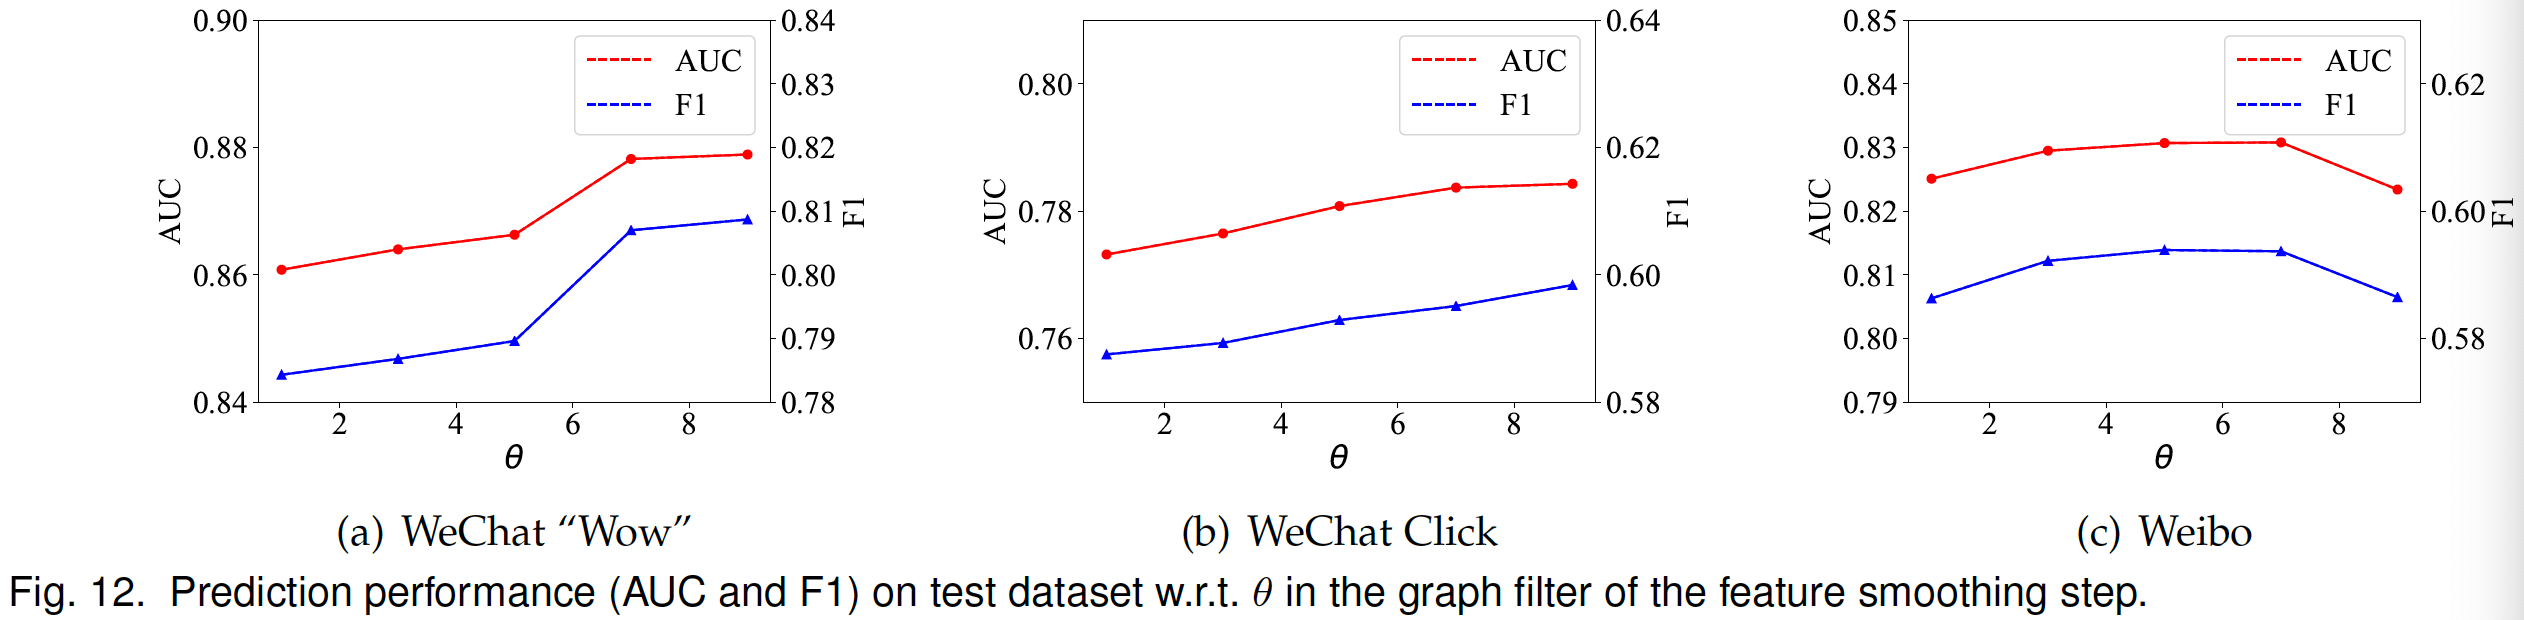 0.90
0.88
0.86
0.84
AUC
0.84
0.83
0.82
0.81
0.80
0.79
0.78
F1
AUC
F1
2 4 6 8
θ
(a) WeChat “Wow”
0.80
0.78
0.76
AUC
0.64
0.62
0.60
0.58
F1
AUC
F1
2 4 6 8
θ
(b) WeChat Click
0.85
0.84
0.83
0.82
0.81
0.80
0.79
AUC
0.62
0.60
0.58
F1
AUC
F1
2 4 6 8
θ
(c) Weibo
Fig. 12. Prediction performance (AUC and F1) on test dataset w.r.t. θ in the graph filter of the feature smoothing step.